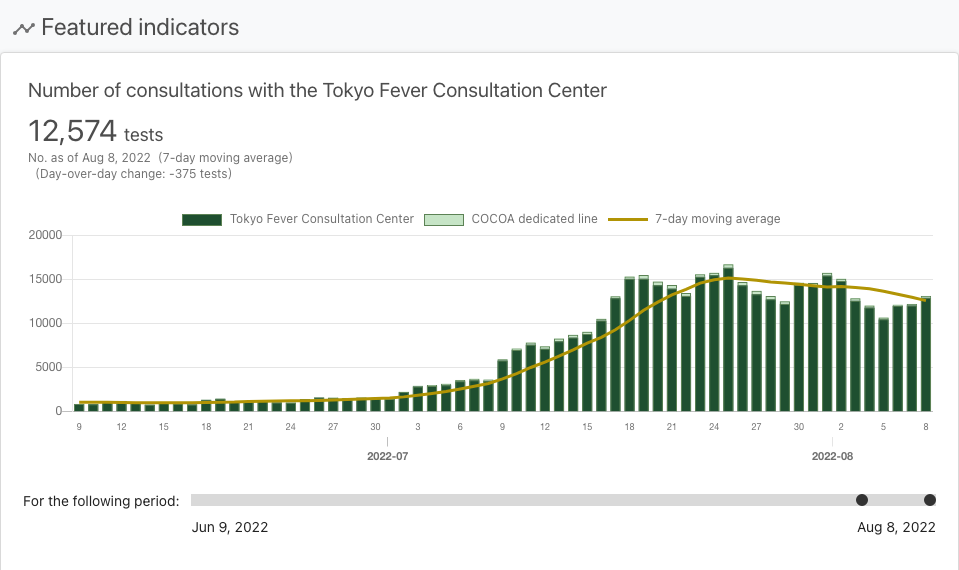 Featured indicators
Number of consultations with the Tokyo Fever Consultation Center
12,574 tests
No. as of Aug 8, 2022 (7-day moving average)
(Day-over-day change: -375 tests)
Tokyo Fever Consultation Center COCOA dedicated line 7-day moving average
20000
15000
10000
5000
0
9 12 15 18 21 24 27 30 3 6 9 12 15 18 21 24 27 30 2 5 8
2022-07 2022-08
For the following period:
Jun 9, 2022 Aug 8, 2022